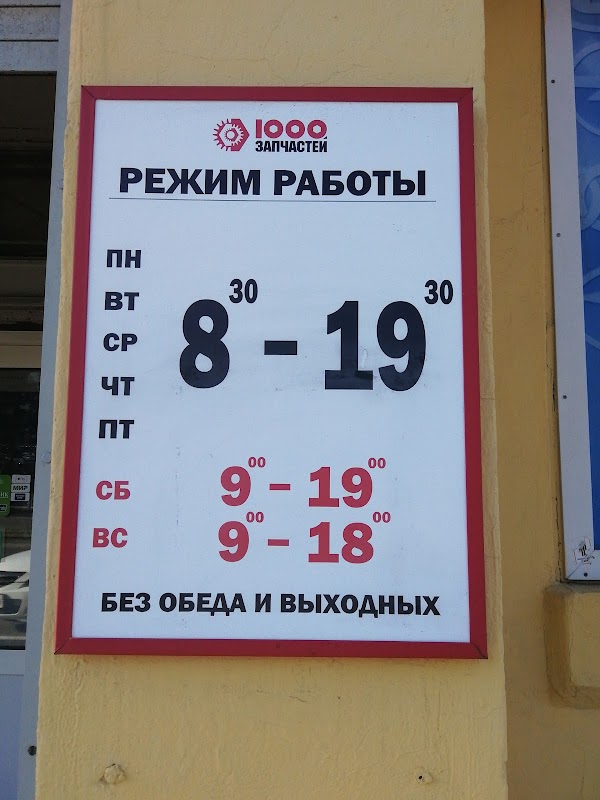 1000
ЗАПЧАСТЕЙ
РЕЖИМ РАБОТЫ
ПН
ВТ
СР
ЧТ
ПТ
8 30 – 19 30
СБ 9 00 – 19 00
ВС 9 00 – 18 00
БЕЗ ОБЕДА И ВЫХОДНЫХ
МИР